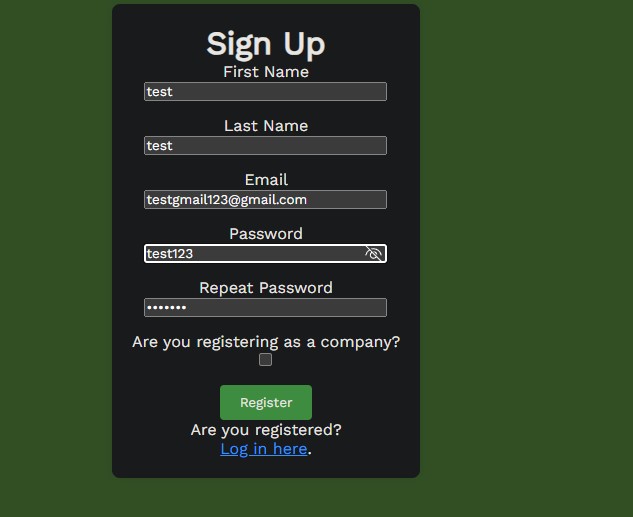 Sign Up
First Name
test
Last Name
test
Email
testgmail123@gmail.com
Password
test123
Repeat Password
•••••••
Are you registering as a company?
Register
Are you registered?
Log in here.